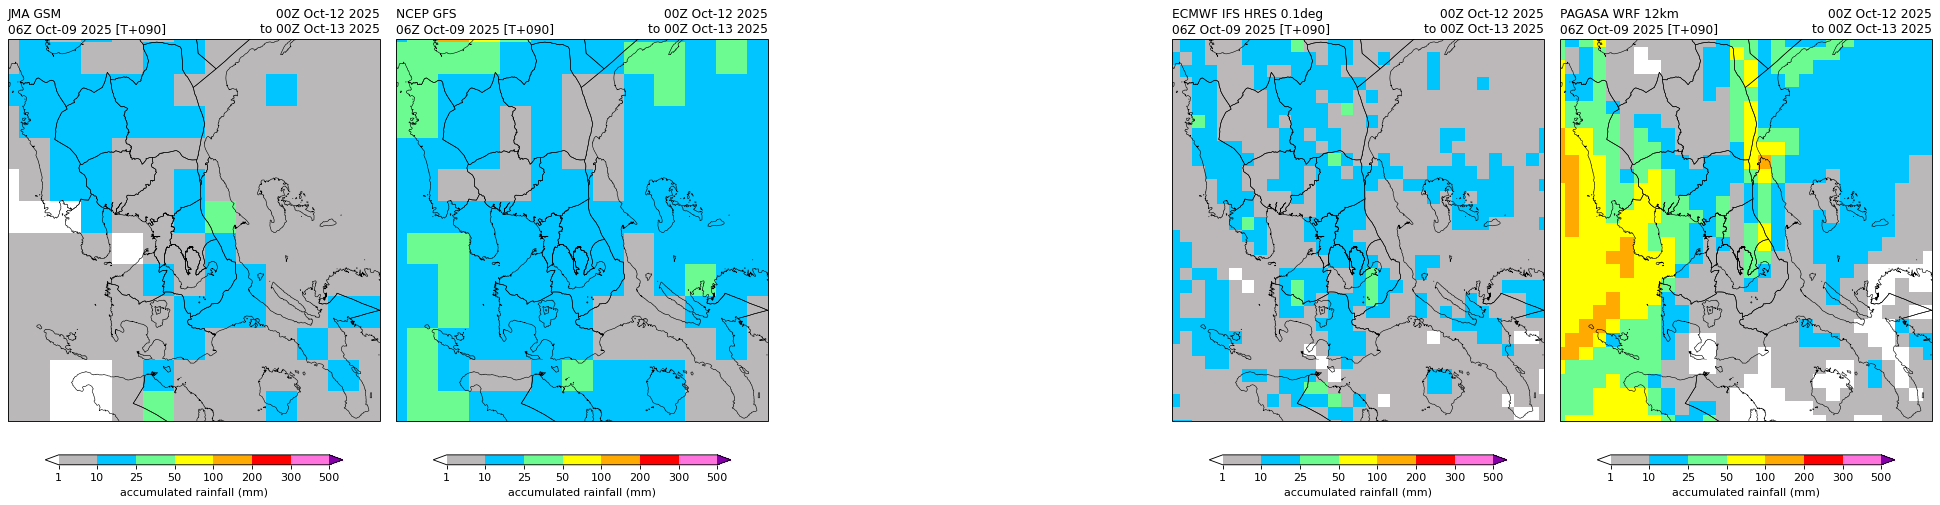 JMA GSM 00Z Oct-12 2025
06Z Oct-09 2025 [T+090] to 00Z Oct-13 2025
1 10 25 50 100 200 300 500
accumulated rainfall (mm)
NCEP GFS 00Z Oct-12 2025
06Z Oct-09 2025 [T+090] to 00Z Oct-13 2025
1 10 25 50 100 200 300 500
accumulated rainfall (mm)
ECMWF IFS HRES 0.1deg 00Z Oct-12 2025
06Z Oct-09 2025 [T+090] to 00Z Oct-13 2025
1 10 25 50 100 200 300 500
accumulated rainfall (mm)
PAGASA WRF 12km 00Z Oct-12 2025
06Z Oct-09 2025 [T+090] to 00Z Oct-13 2025
1 10 25 50 100 200 300 500
accumulated rainfall (mm)